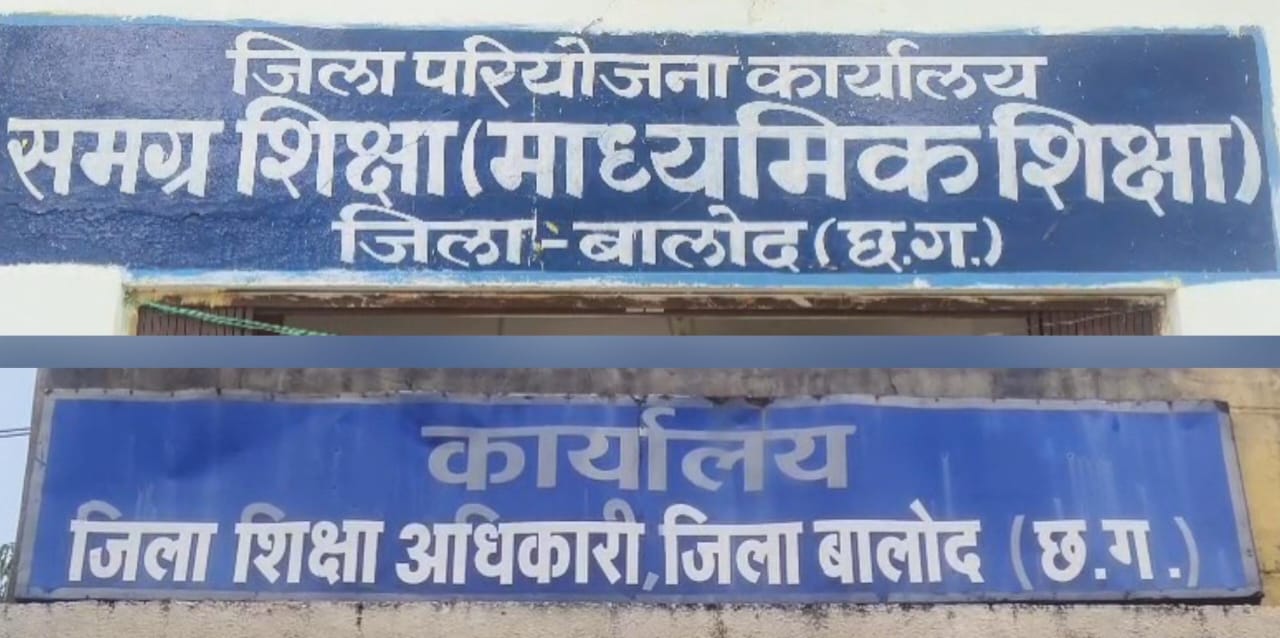 जिला परियोजना कार्यालय
समग्र शिक्षा (माध्यमिक शिक्षा)
जिला - बालोद (छ.ग.)
कार्यालय
जिला शिक्षा अधिकारी, जिला बालोद (छ.ग.)